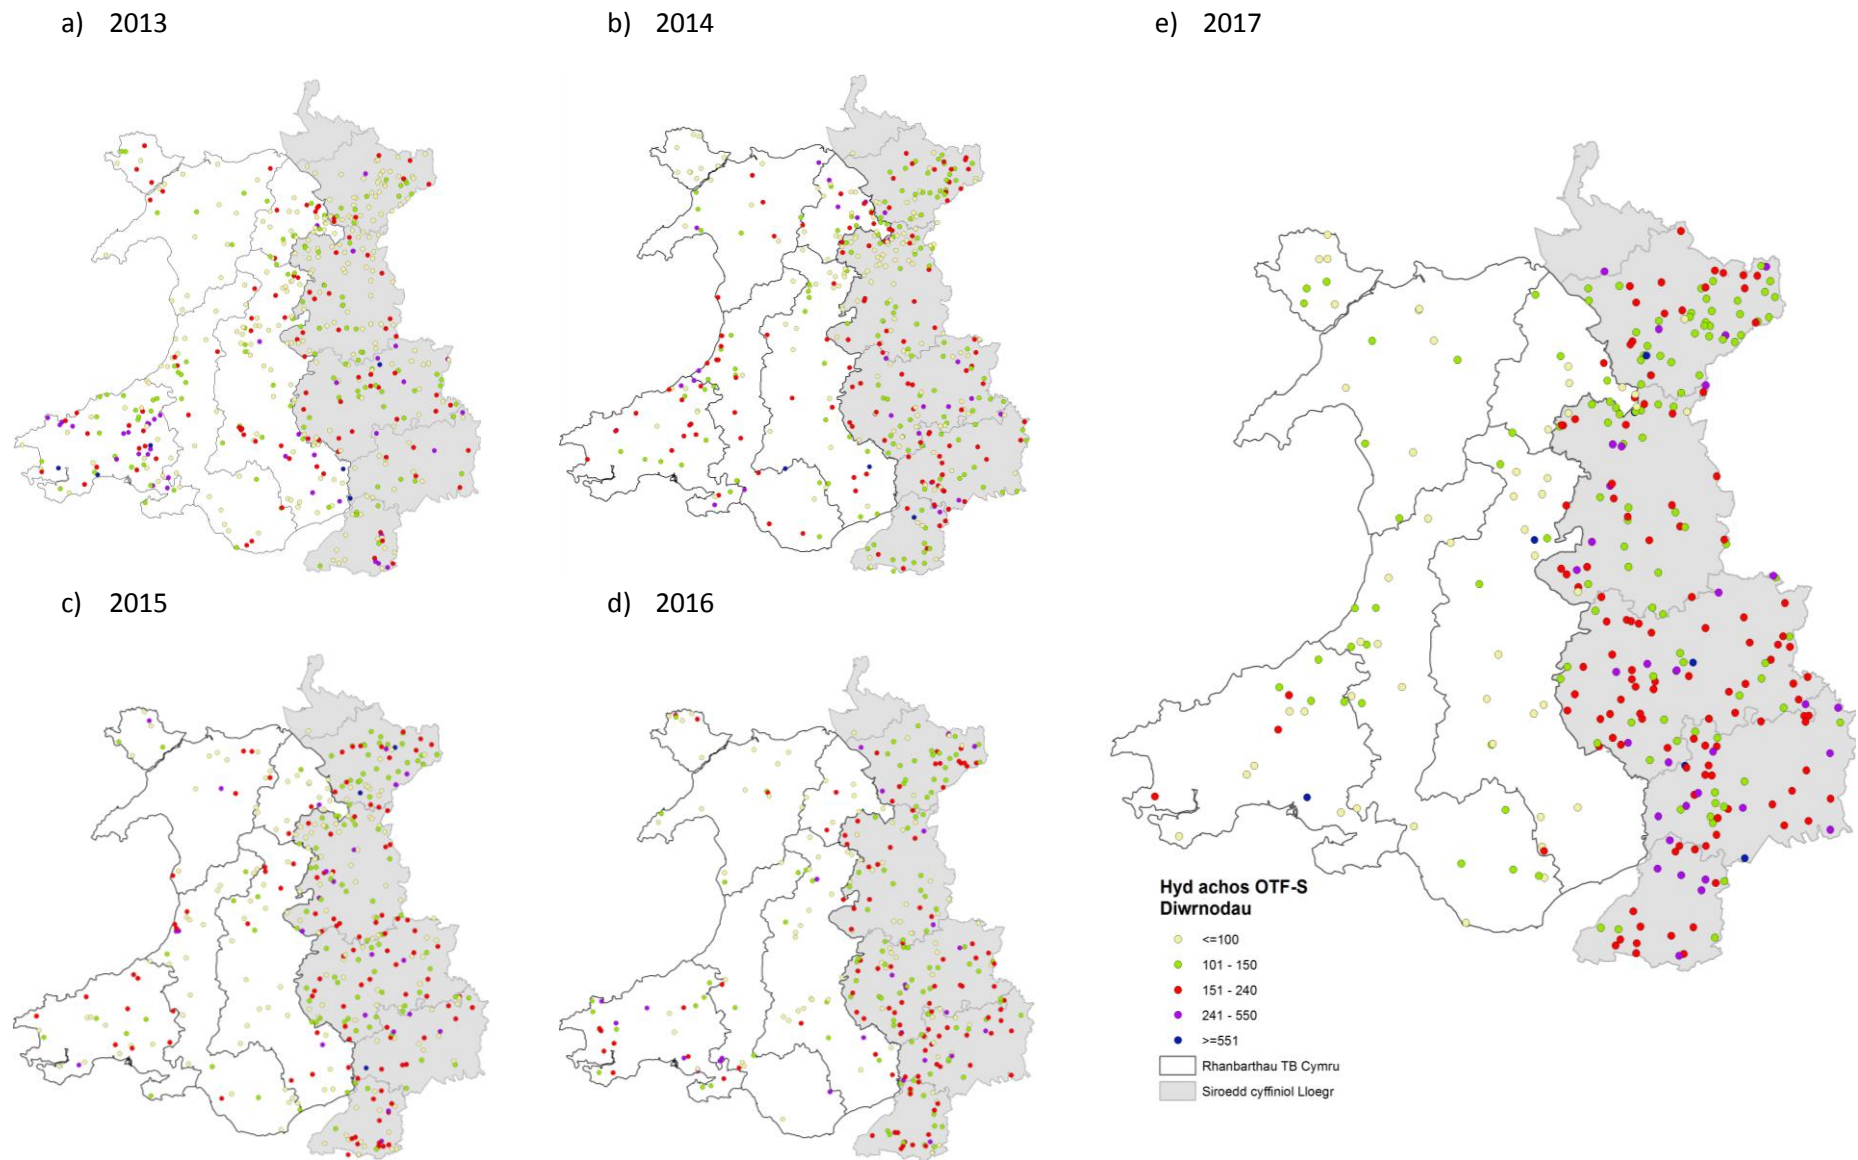 a) 2013
b) 2014
e) 2017
c) 2015
d) 2016
Hyd achos OTF-S
Diwrnodau
<=100
101 - 150
151 - 240
241 - 550
>=551
Rhanbarthau TB Cymru
Siroedd cyffiniol Lloegr